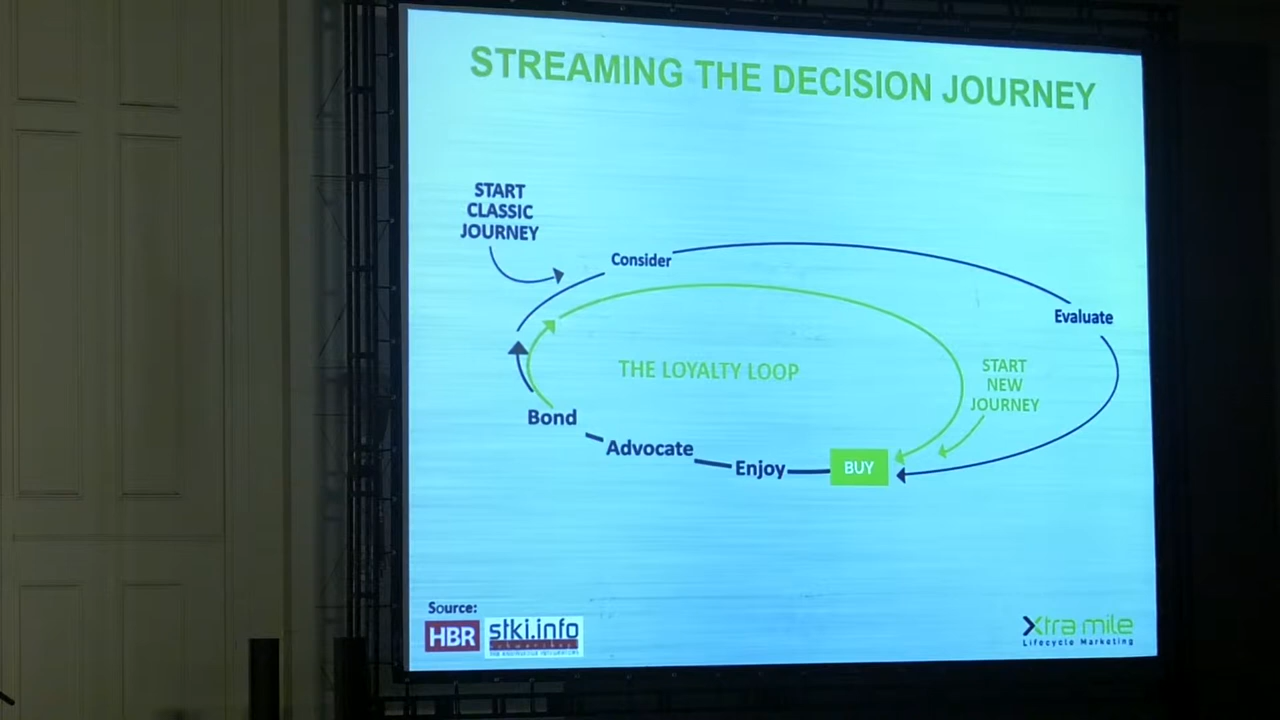 STREAMING THE DECISION JOURNEY
START
CLASSIC
JOURNEY
Consider
Evaluate
THE LOYALTY LOOP
START
NEW
JOURNEY
Bond
Advocate
Enjoy
BUY
Source:
HBR
stki.info
Xtra mile
Lifecycle Marketing